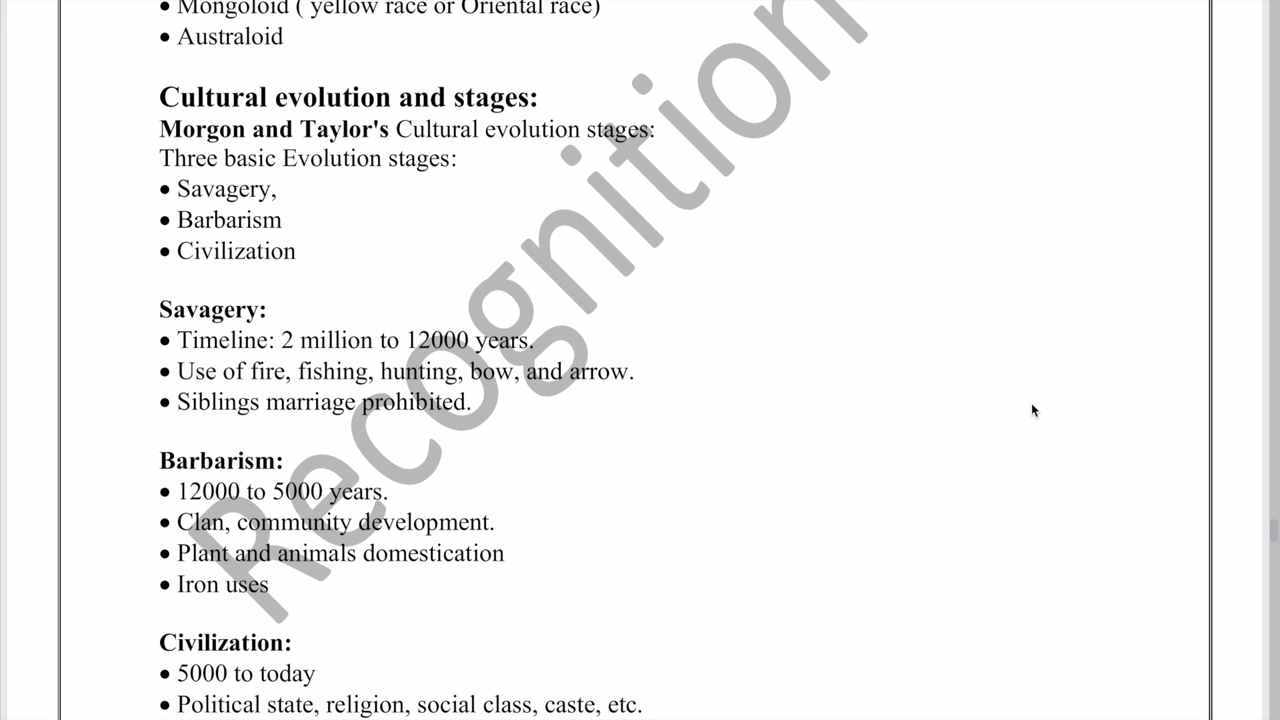 • Mongoloid ( yellow race or Oriental race)
• Australoid
Cultural evolution and stages:
Morgon and Taylor's Cultural evolution stages:
Three basic Evolution stages:
• Savagery,
• Barbarism
• Civilization
Savagery:
• Timeline: 2 million to 12000 years.
• Use of fire, fishing, hunting, bow, and arrow.
• Siblings marriage prohibited.
Barbarism:
• 12000 to 5000 years.
• Clan, community development.
• Plant and animals domestication
• Iron uses
Civilization:
• 5000 to today
• Political state, religion, social class, caste, etc.
Recognition